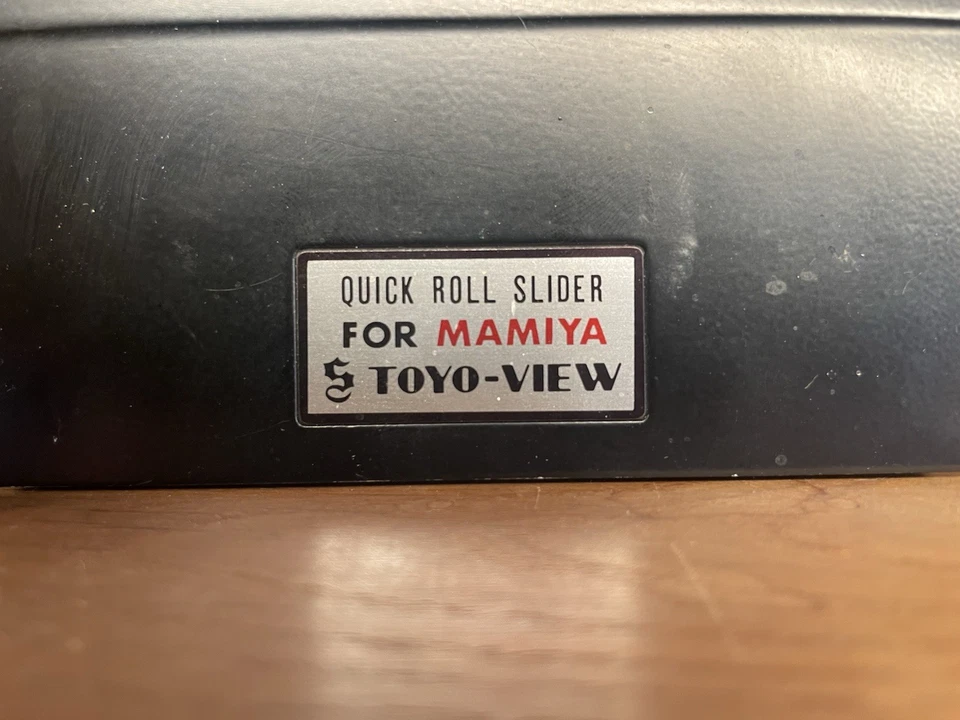 QUICK ROLL SLIDER
FOR MAMIYA
S TOYO-VIEW